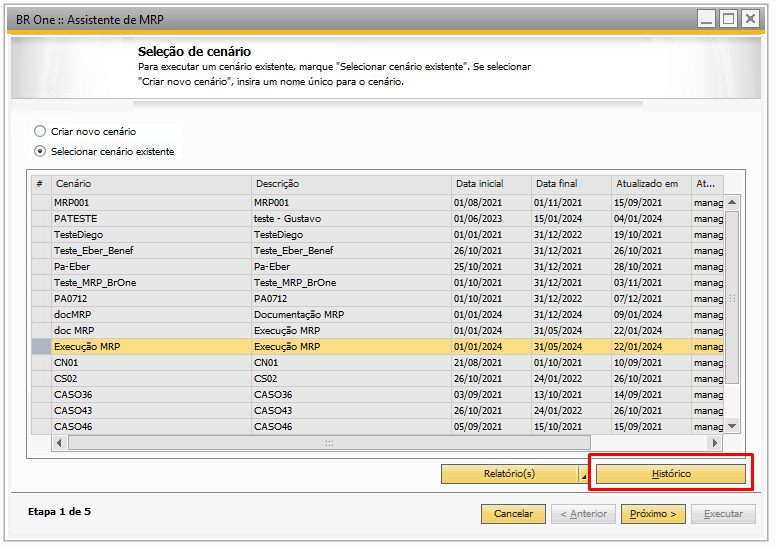 BR One :: Assistente de MRP
Seleção de cenário
Para executar um cenário existente, marque "Selecionar cenário existente". Se selecionar
"Criar novo cenário", insira um nome único para o cenário.
Criar novo cenário
Selecionar cenário existente
# Cenário Descrição Data inicial Data final Atualizado em At...
MRP001 MRP001 01/08/2021 01/11/2021 15/09/2021 manag
PATESTE teste - Gustavo 01/06/2023 15/01/2024 04/01/2024 manag
TesteDiego TesteDiego 01/01/2021 31/12/2022 19/10/2021 manag
Teste_Eber_Benef Teste_Eber_Benef 26/10/2021 31/12/2021 26/10/2021 manag
Pa-Eber Pa-Eber 25/10/2021 31/12/2021 28/10/2021 manag
Teste_MRP_BrOne Teste_MRP_BrOne 01/10/2021 31/12/2021 03/11/2021 manag
PA0712 PA0712 01/10/2021 31/12/2022 07/12/2021 manag
docMRP Documentação MRP 01/01/2024 31/12/2024 09/01/2024 manag
doc MRP Execução MRP 01/01/2024 31/05/2024 22/01/2024 manag
Execução MRP Execução MRP 01/01/2024 31/05/2024 22/01/2024 manag
CN01 CN01 21/08/2021 01/10/2021 10/09/2021 manag
CS02 CS02 26/10/2021 24/01/2022 26/10/2021 manag
CASO36 CASO36 03/09/2021 13/10/2021 14/09/2021 manag
CASO43 CASO43 26/10/2021 24/01/2022 26/10/2021 manag
CASO46 CASO46 05/09/2021 15/10/2021 15/09/2021 manag
Relatório(s) Histórico
Etapa 1 de 5 Cancelar < Anterior Próximo > Executar